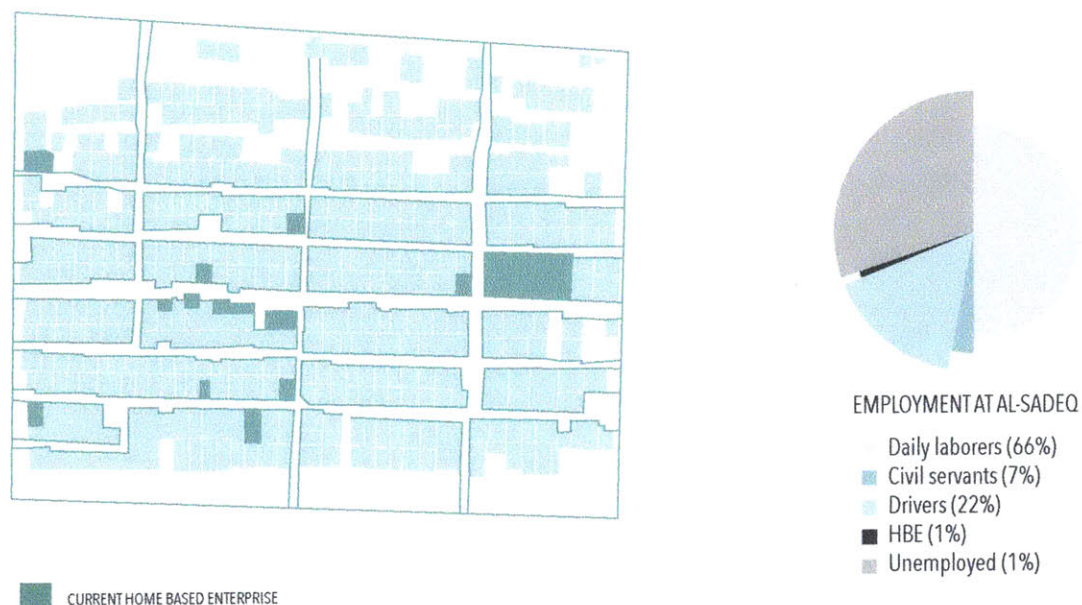 EMPLOYMENT AT AL-SADEQ
Daily laborers (66%)
Civil servants (7%)
Drivers (22%)
HBE (1%)
Unemployed (1%)
CURRENT HOME BASED ENTERPRISE